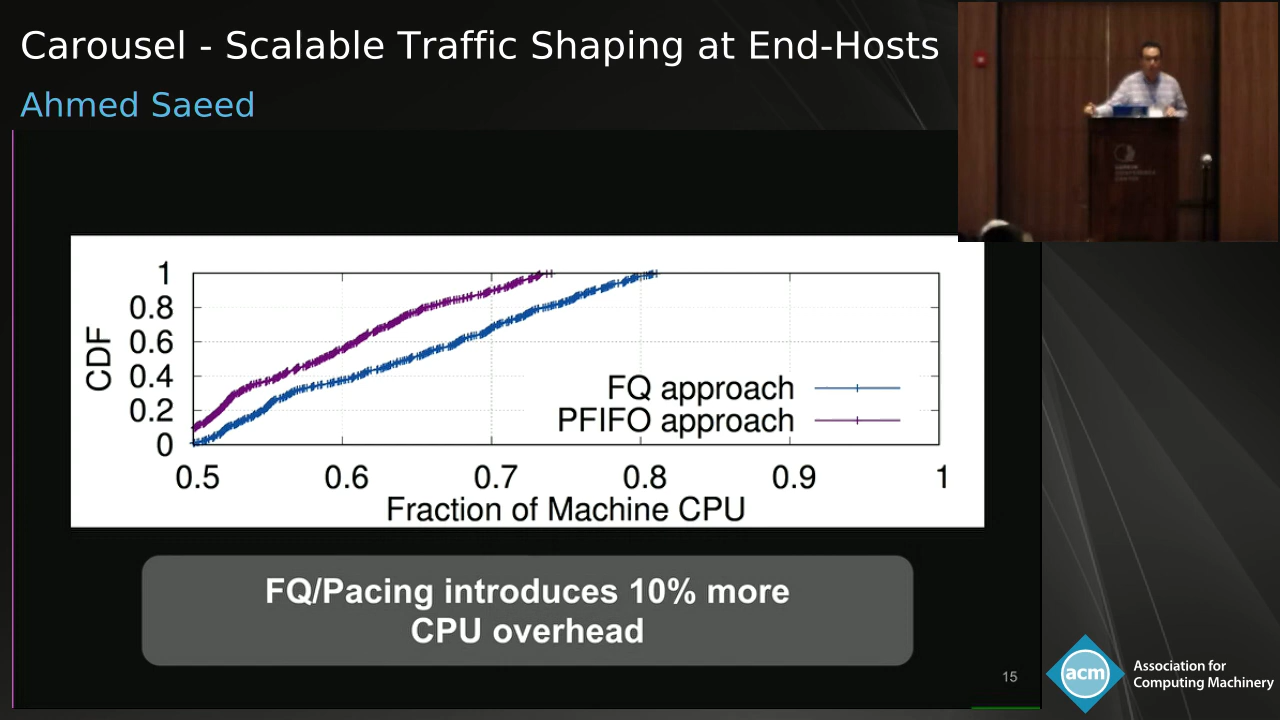 Carousel - Scalable Traffic Shaping at End-Hosts
Ahmed Saeed
1
0.8
0.6
0.4
0.2
0
CDF
FQ approach
PFIFO approach
0.5 0.6 0.7 0.8 0.9 1
Fraction of Machine CPU
FQ/Pacing introduces 10% more
CPU overhead
15
acm
Association for
Computing Machinery